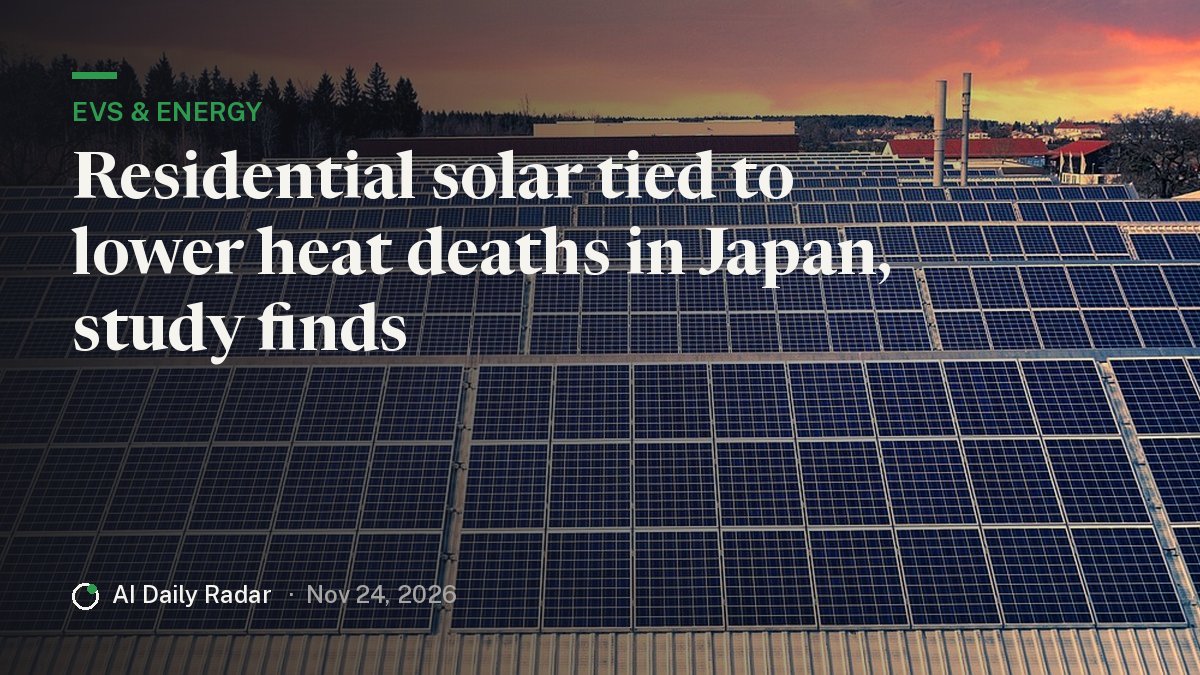 EVS & ENERGY
Residential solar tied to
lower heat deaths in Japan,
study finds
AI Daily Radar · Nov 24, 2026